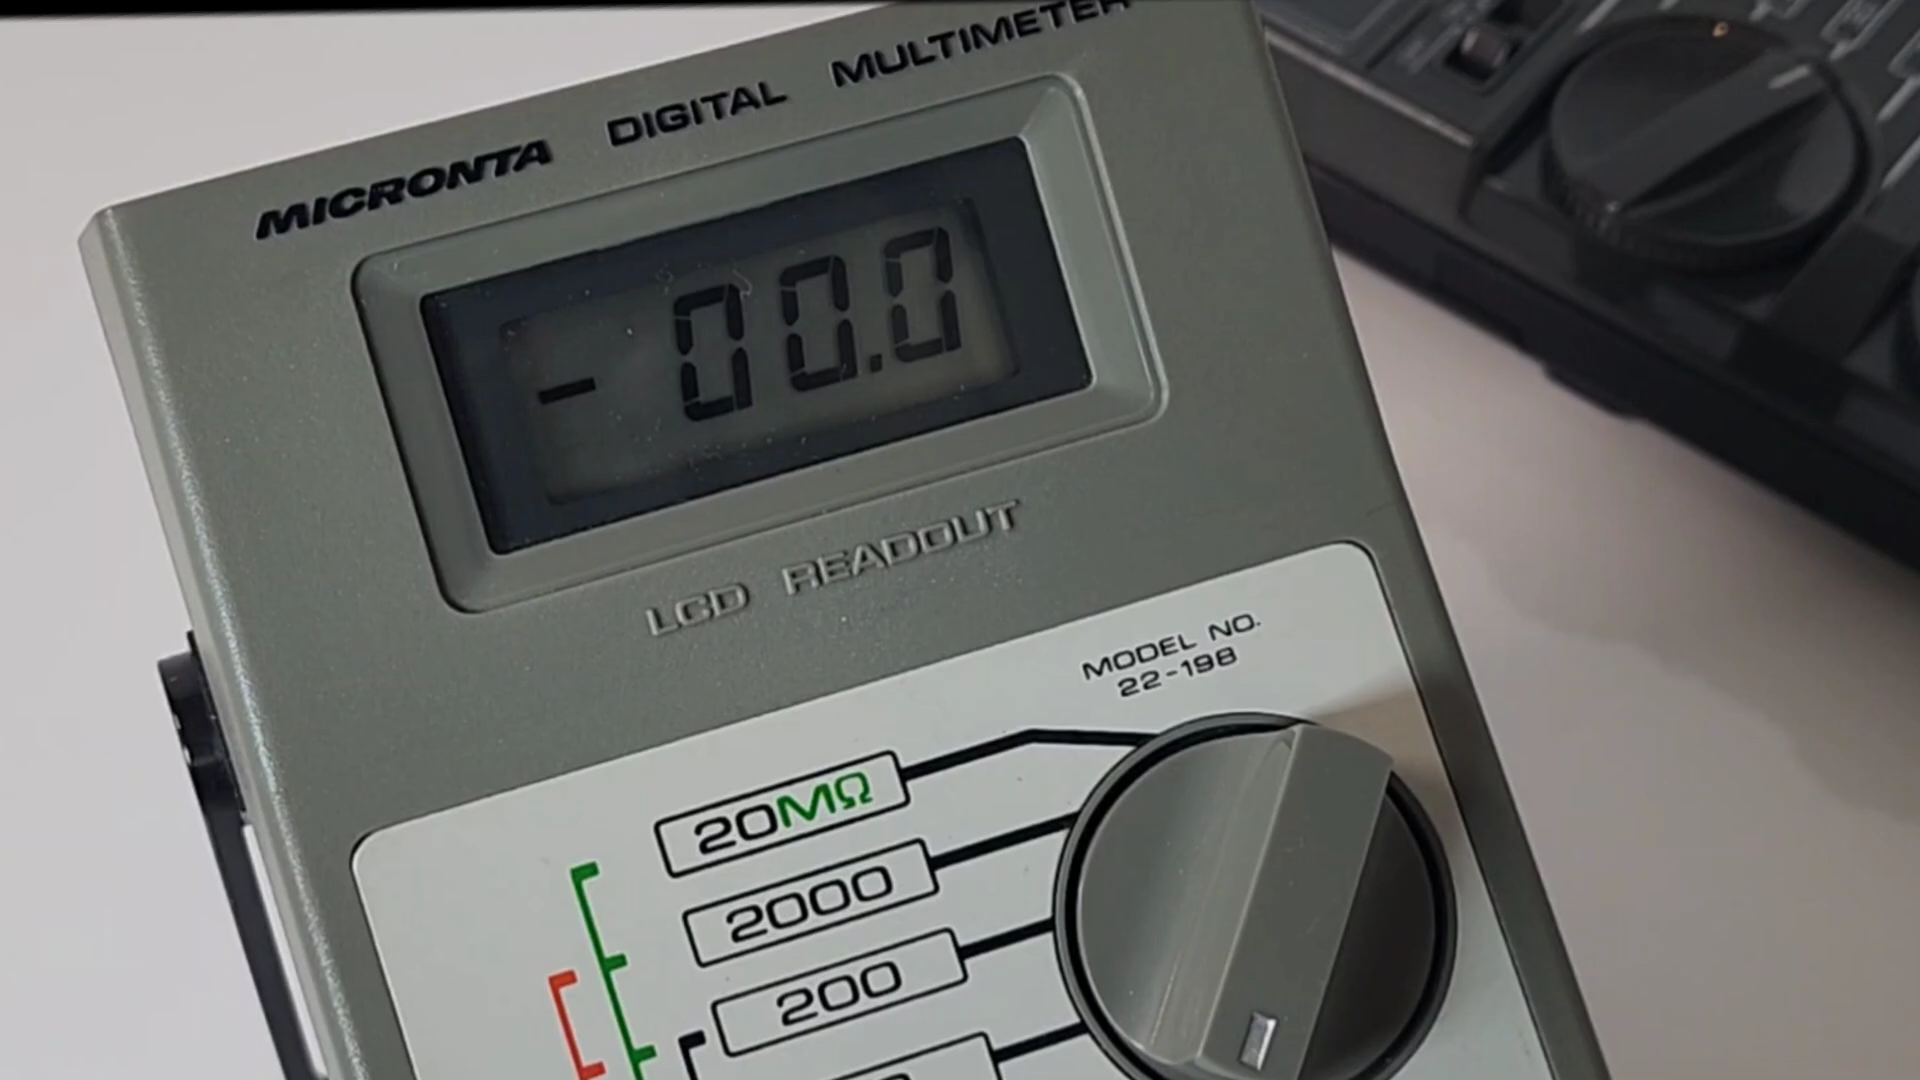 MICRONTA DIGITAL MULTIMETER
-00.0
LCD READOUT
MODEL NO.
22-198
20MΩ
2000
200